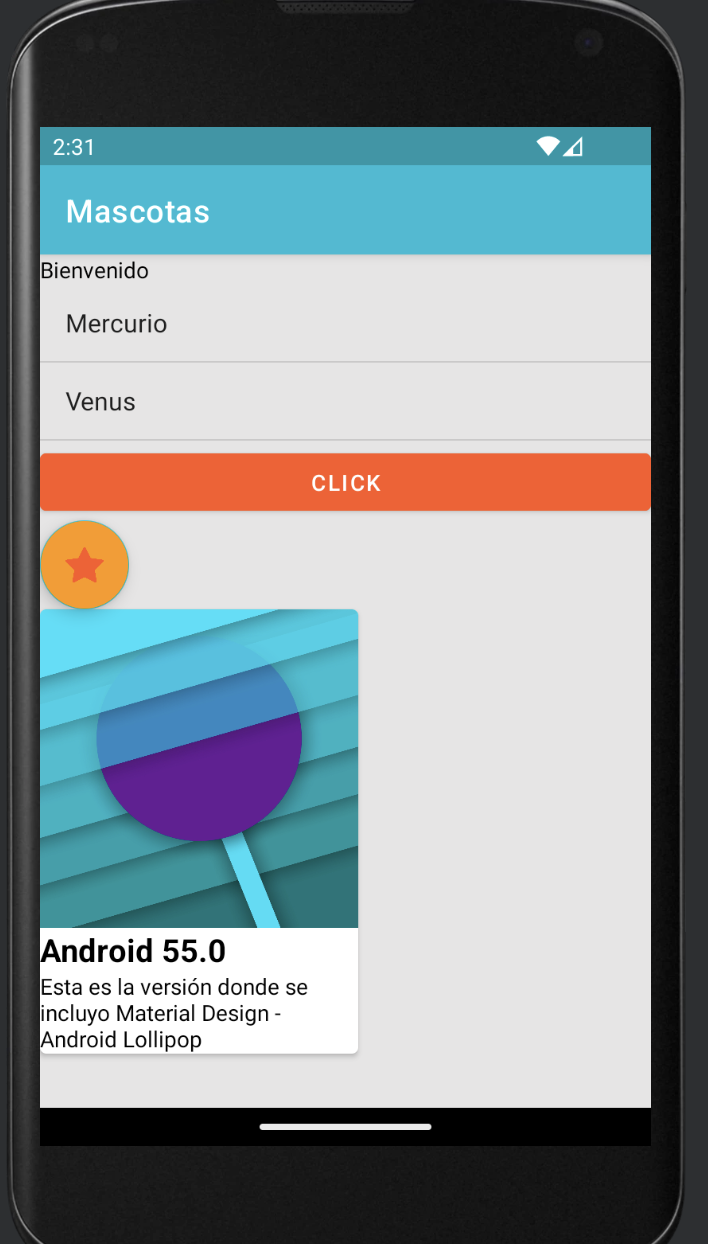 2:31
Mascotas
Bienvenido
Mercurio
Venus
CLICK
Android 55.0
Esta es la versión donde se
incluyo Material Design -
Android Lollipop